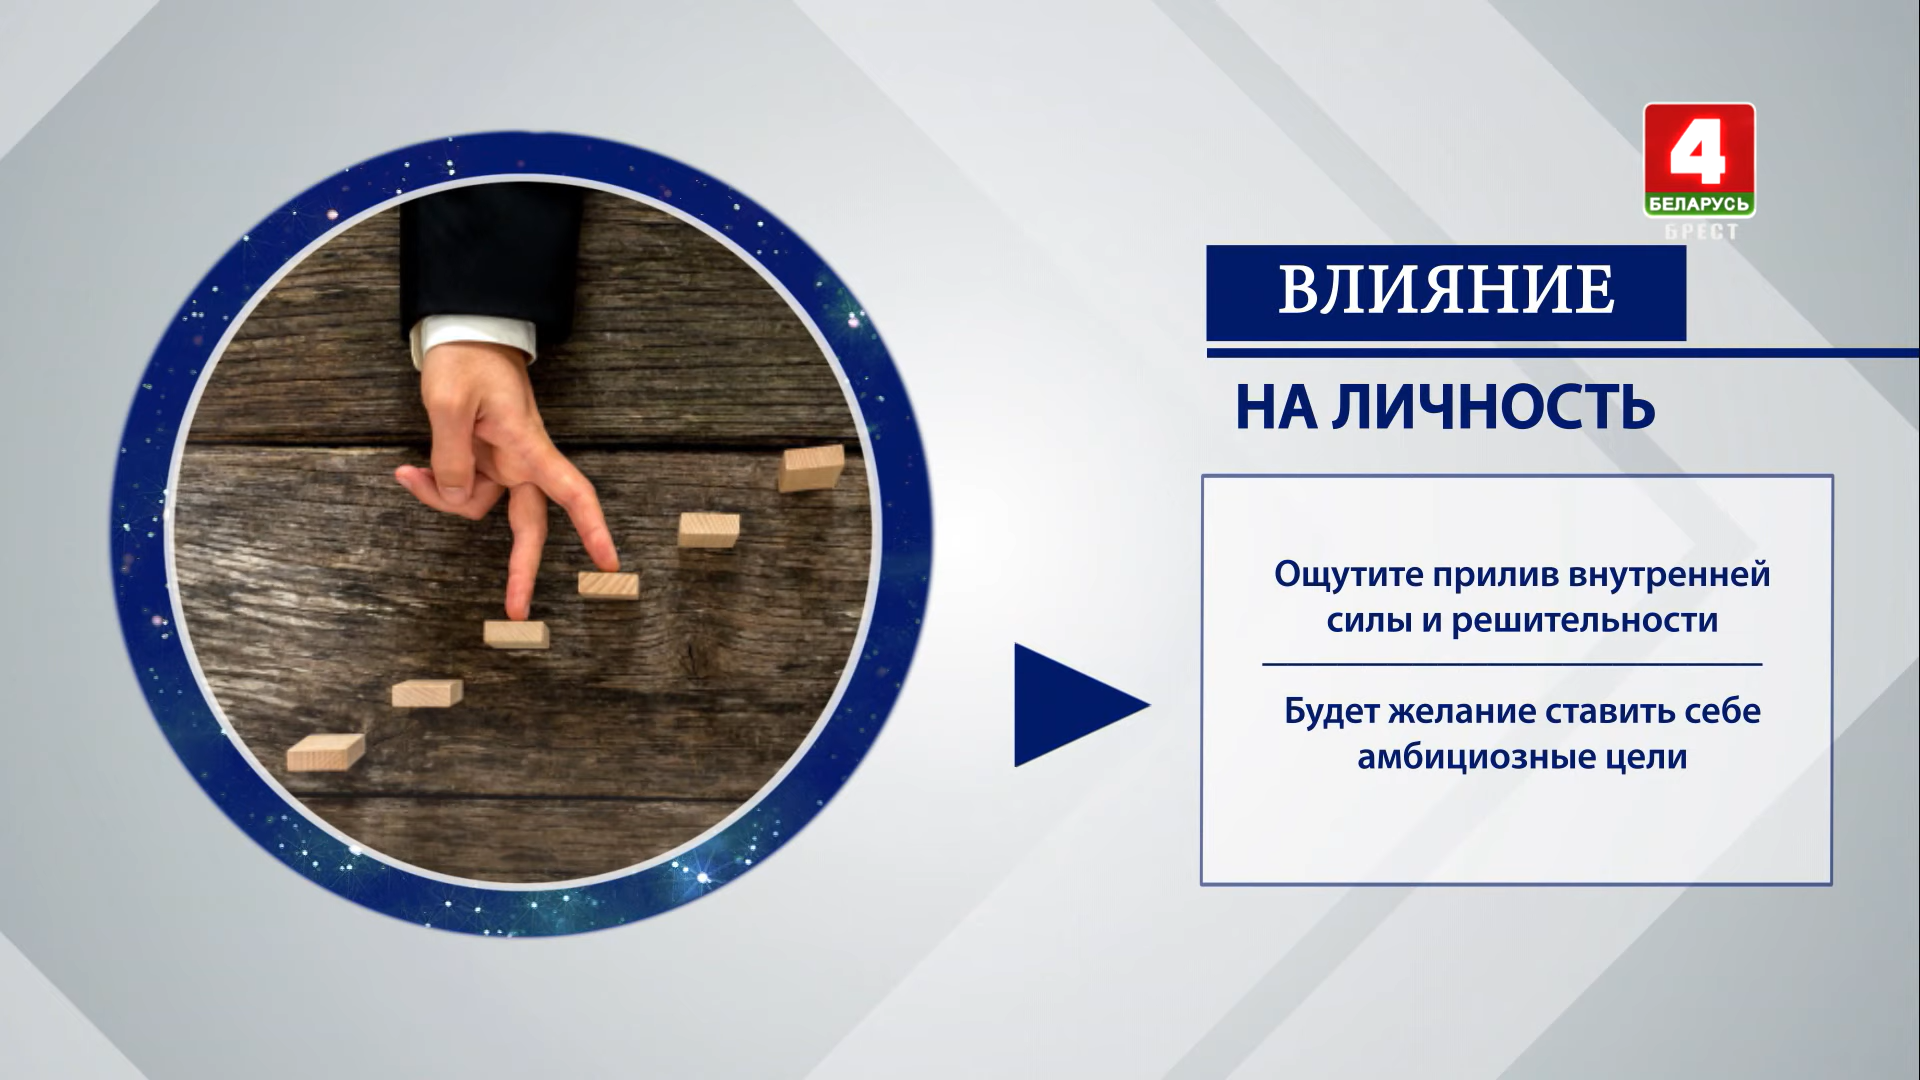 4
БЕЛАРУСЬ
БРЕСТ
ВЛИЯНИЕ
НА ЛИЧНОСТЬ
Ощутите прилив внутренней
силы и решительности
Будет желание ставить себе
амбициозные цели